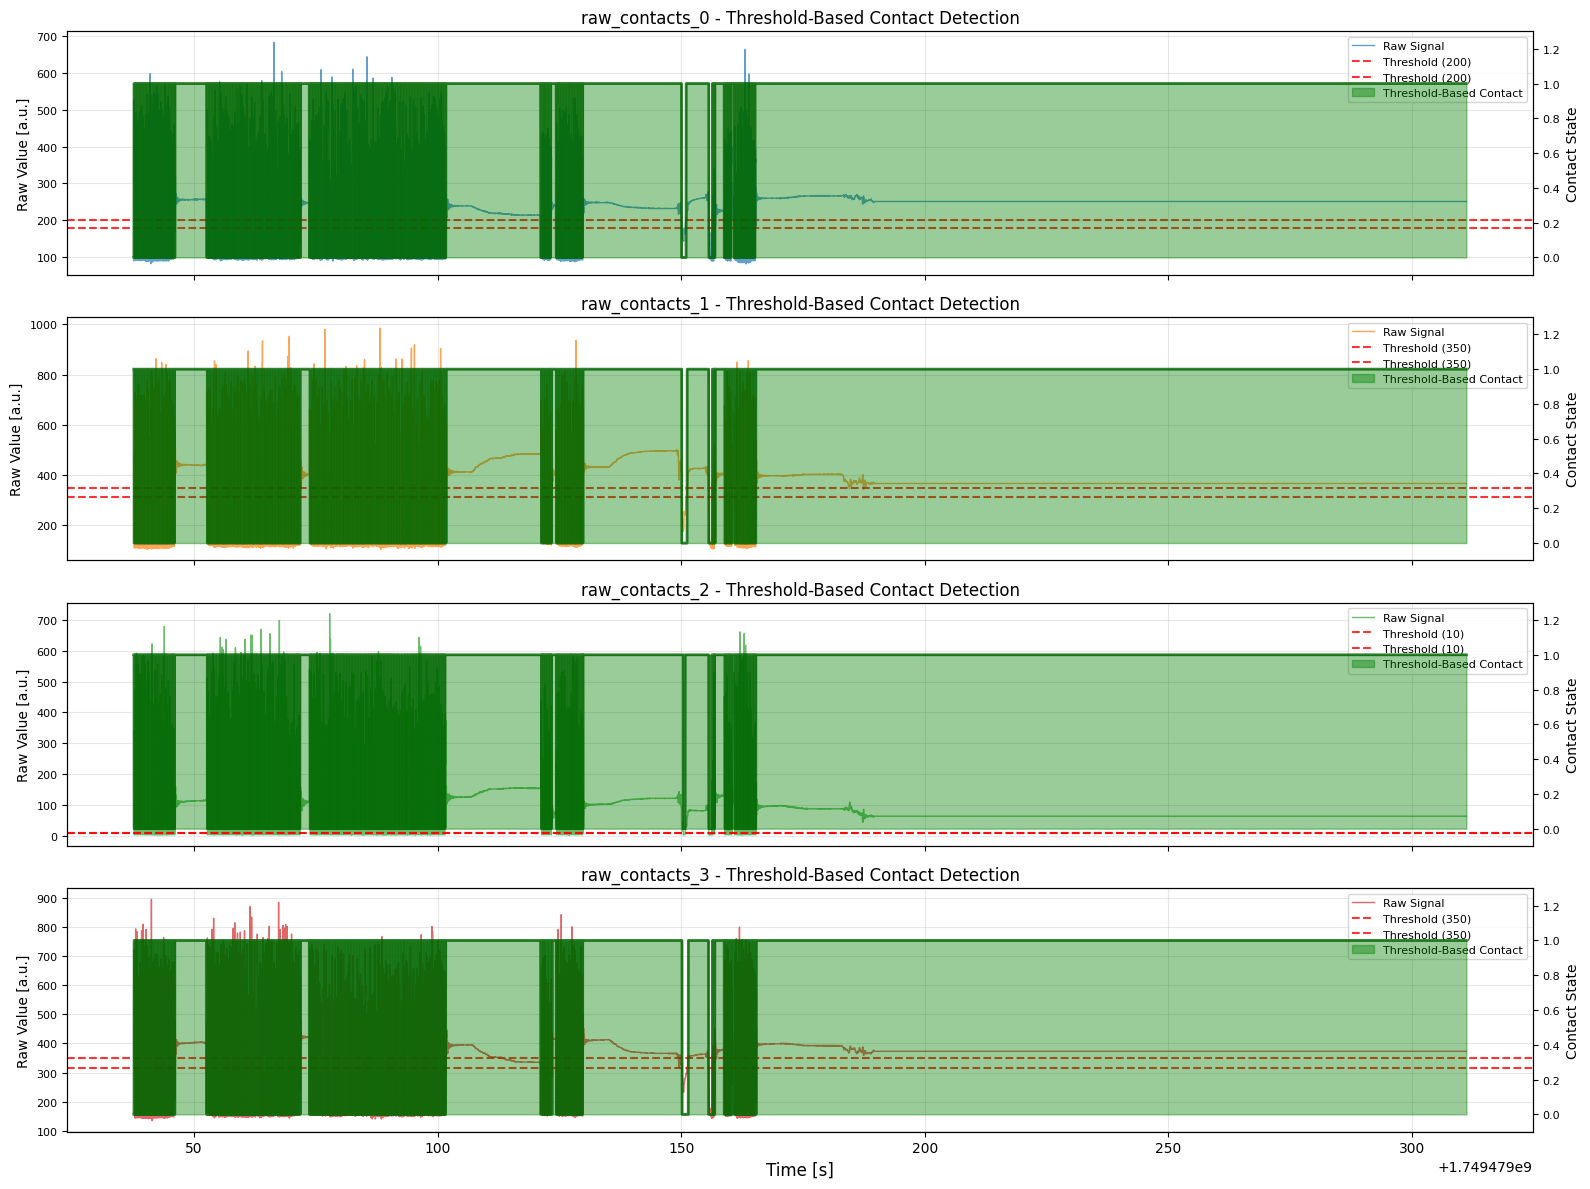 raw_contacts_0 - Threshold-Based Contact Detection
700
600
500
400
300
200
100
Raw Value [a.u.]
1.2
1.0
0.8
0.6
0.4
0.2
0.0
Contact State
Raw Signal
Threshold (200)
Threshold (200)
Threshold-Based Contact
raw_contacts_1 - Threshold-Based Contact Detection
1000
800
600
400
200
Raw Value [a.u.]
1.2
1.0
0.8
0.6
0.4
0.2
0.0
Contact State
Raw Signal
Threshold (350)
Threshold (350)
Threshold-Based Contact
raw_contacts_2 - Threshold-Based Contact Detection
700
600
500
400
300
200
100
0
Raw Value [a.u.]
1.2
1.0
0.8
0.6
0.4
0.2
0.0
Contact State
Raw Signal
Threshold (10)
Threshold (10)
Threshold-Based Contact
raw_contacts_3 - Threshold-Based Contact Detection
900
800
700
600
500
400
300
200
100
Raw Value [a.u.]
1.2
1.0
0.8
0.6
0.4
0.2
0.0
Contact State
Raw Signal
Threshold (350)
Threshold (350)
Threshold-Based Contact
50 100 150 200 250 300
Time [s]
+1.749479e9